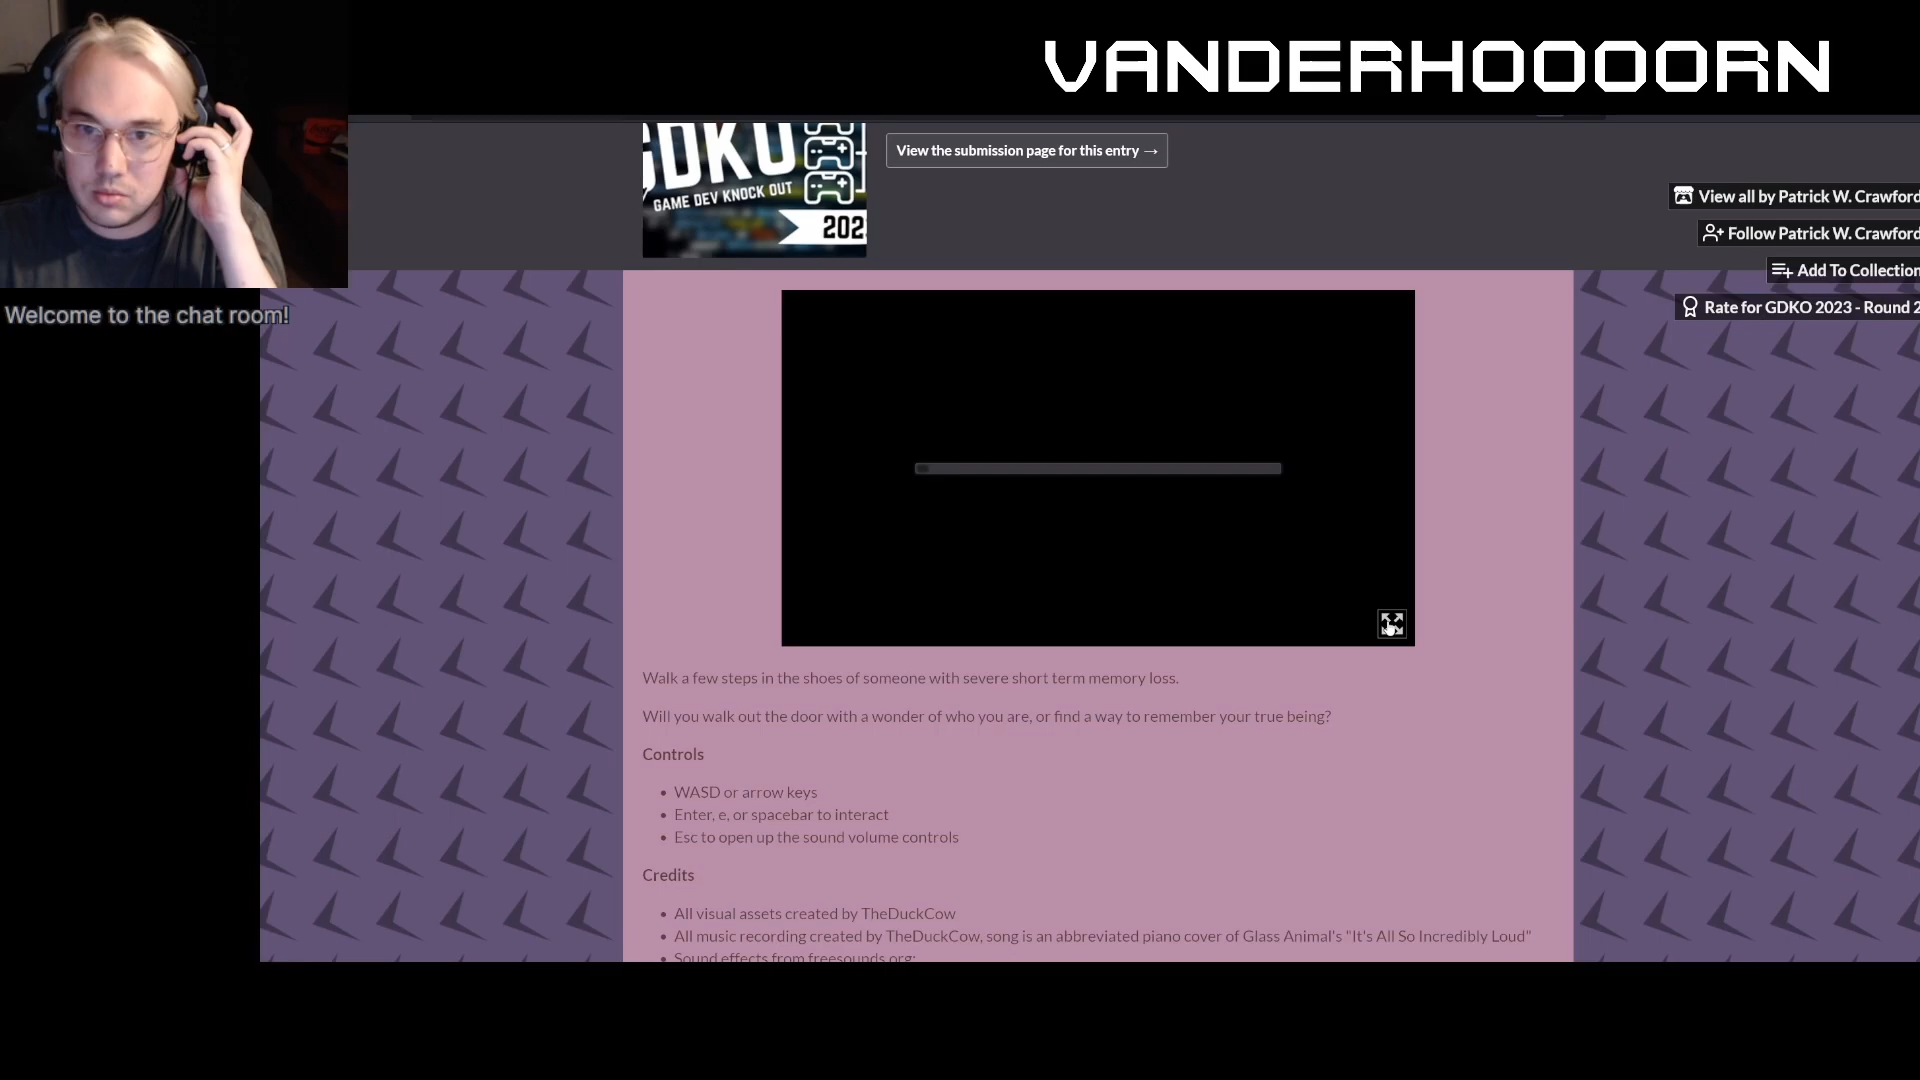 VANDERHOOOORN
GDKO
GAME DEV KNOCK OUT
202
View the submission page for this entry →
View all by Patrick W. Crawford
Follow Patrick W. Crawford
Add To Collection
Rate for GDKO 2023 - Round 2
Welcome to the chat room!
Walk a few steps in the shoes of someone with severe short term memory loss.
Will you walk out the door with a wonder of who you are, or find a way to remember your true being?
Controls
• WASD or arrow keys
• Enter, e, or spacebar to interact
• Esc to open up the sound volume controls
Credits
• All visual assets created by TheDuckCow
• All music recording created by TheDuckCow, song is an abbreviated piano cover of Glass Animal's "It's All So Incredibly Loud"
• Sound effects from freesounds.org: